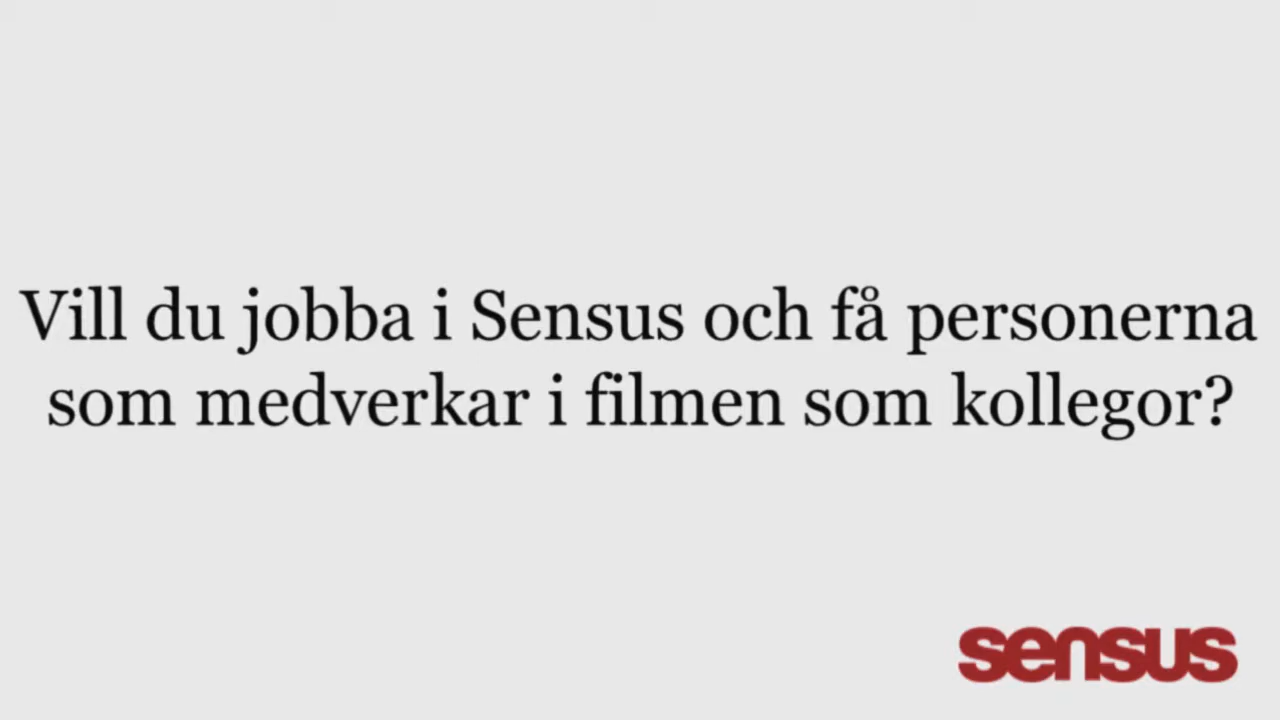 Vill du jobba i Sensus och få personerna
som medverkar i filmen som kollegor?
sensus